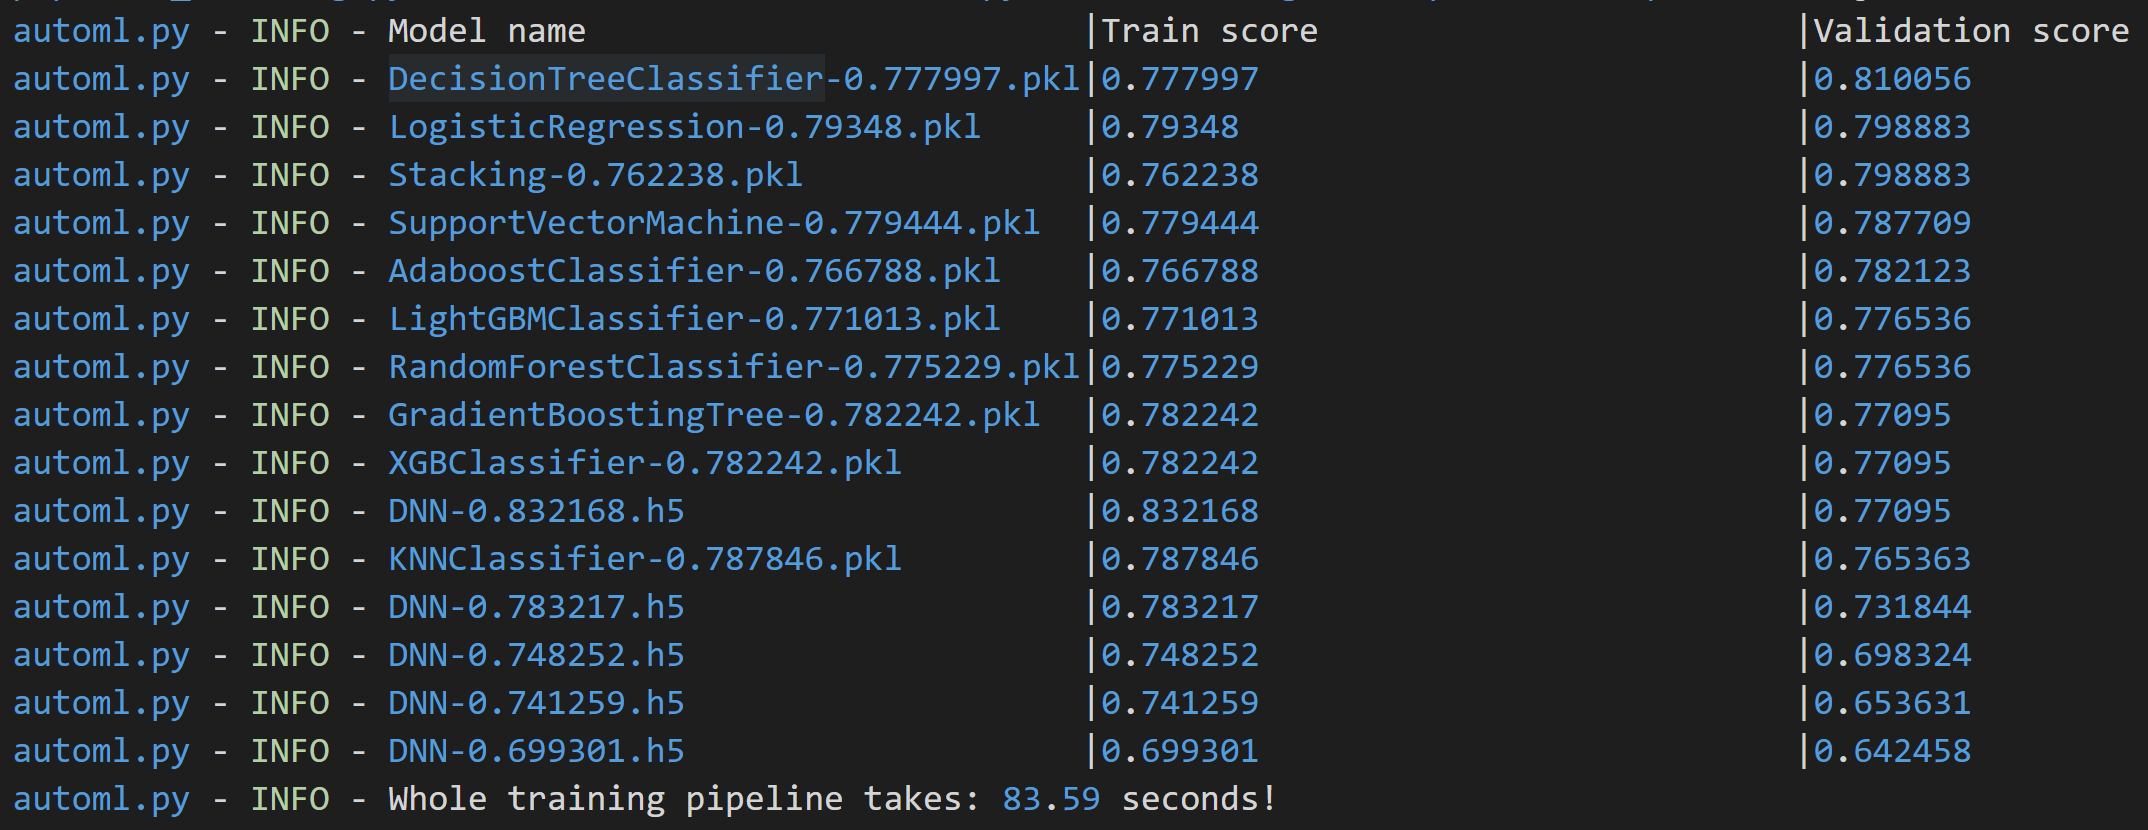 automl.py - INFO - Model name |Train score |Validation score
automl.py - INFO - DecisionTreeClassifier-0.777997.pkl|0.777997 |0.810056
automl.py - INFO - LogisticRegression-0.79348.pkl |0.79348 |0.798883
automl.py - INFO - Stacking-0.762238.pkl |0.762238 |0.798883
automl.py - INFO - SupportVectorMachine-0.779444.pkl |0.779444 |0.787709
automl.py - INFO - AdaboostClassifier-0.766788.pkl |0.766788 |0.782123
automl.py - INFO - LightGBMClassifier-0.771013.pkl |0.771013 |0.776536
automl.py - INFO - RandomForestClassifier-0.775229.pkl|0.775229 |0.776536
automl.py - INFO - GradientBoostingTree-0.782242.pkl |0.782242 |0.77095
automl.py - INFO - XGBClassifier-0.782242.pkl |0.782242 |0.77095
automl.py - INFO - DNN-0.832168.h5 |0.832168 |0.77095
automl.py - INFO - KNNClassifier-0.787846.pkl |0.787846 |0.765363
automl.py - INFO - DNN-0.783217.h5 |0.783217 |0.731844
automl.py - INFO - DNN-0.748252.h5 |0.748252 |0.698324
automl.py - INFO - DNN-0.741259.h5 |0.741259 |0.653631
automl.py - INFO - DNN-0.699301.h5 |0.699301 |0.642458
automl.py - INFO - Whole training pipeline takes: 83.59 seconds!